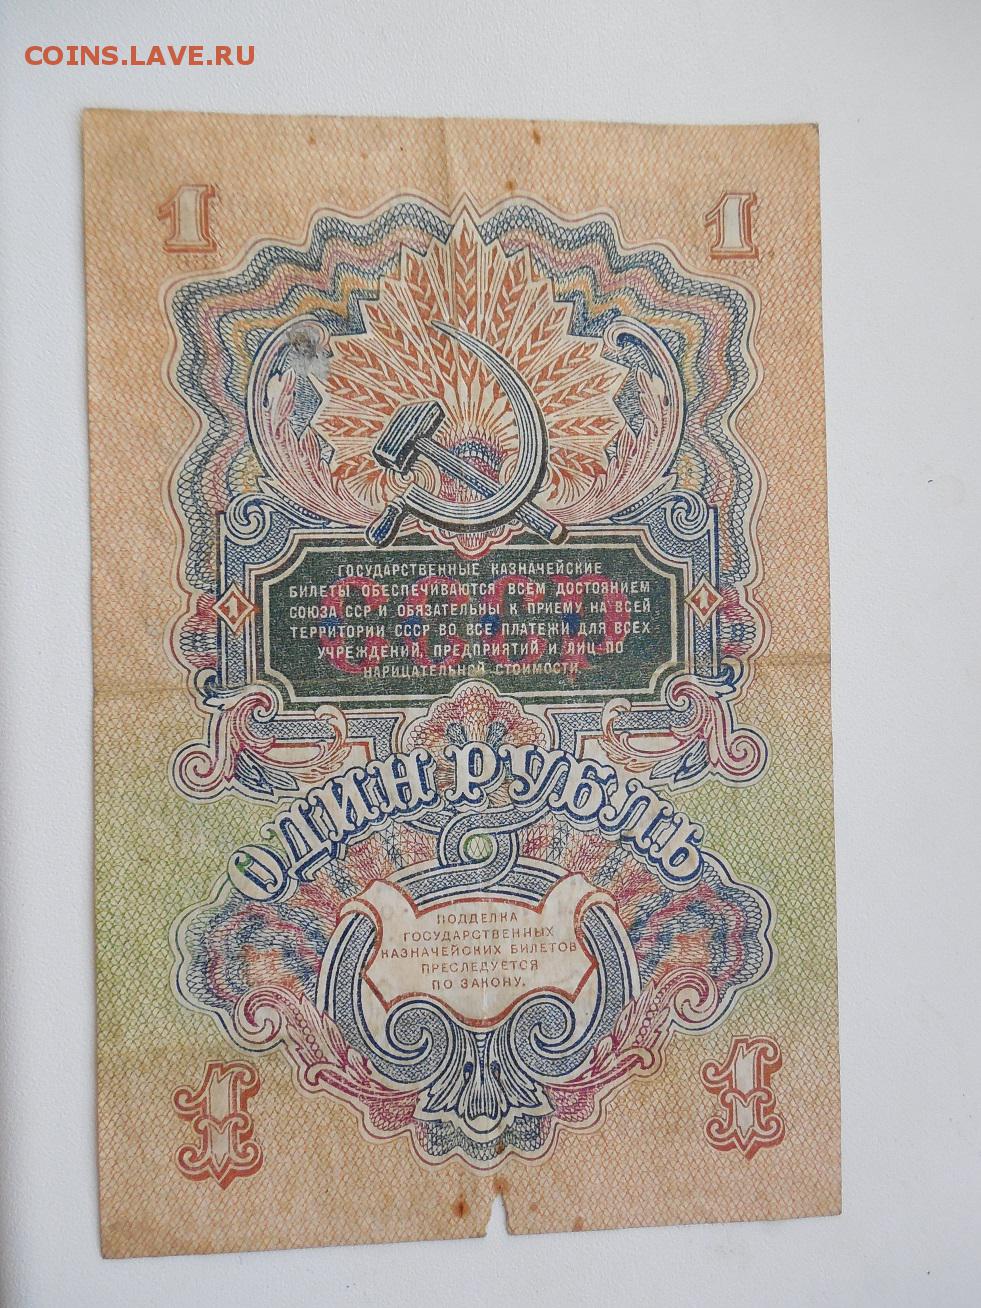 COINS.LAVE.RU
1 1
ГОСУДАРСТВЕННЫЕ КАЗНАЧЕЙСКИЕ
БИЛЕТЫ ОБЕСПЕЧИВАЮТСЯ ВСЕМ ДОСТОЯНИЕМ
СОЮЗА ССР И ОБЯЗАТЕЛЬНЫ К ПРИЕМУ НА ВСЕЙ
1 1
ТЕРРИТОРИИ СССР ВО ВСЕ ПЛАТЕЖИ ДЛЯ ВСЕХ
УЧРЕЖДЕНИЙ, ПРЕДПРИЯТИЙ И ЛИЦ ПО
НАРИЦАТЕЛЬНОЙ СТОИМОСТИ
СССР
ОДИН РУБЛЬ
ПОДДЕЛКА
ГОСУДАРСТВЕННЫХ
КАЗНАЧЕЙСКИХ БИЛЕТОВ
ПРЕСЛЕДУЕТСЯ
ПО ЗАКОНУ.
1 1